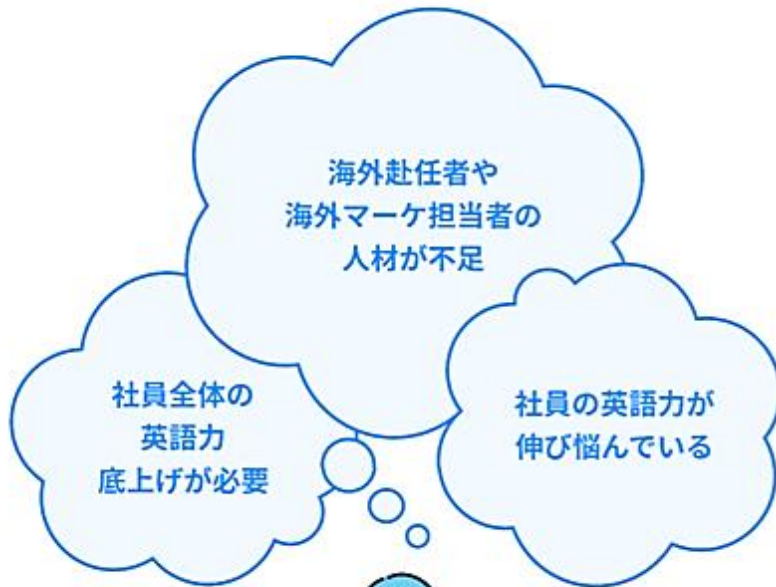 海外赴任者や
海外マーケ担当者の
人材が不足
社員全体の
英語力
底上げが必要
社員の英語力が
伸び悩んでいる